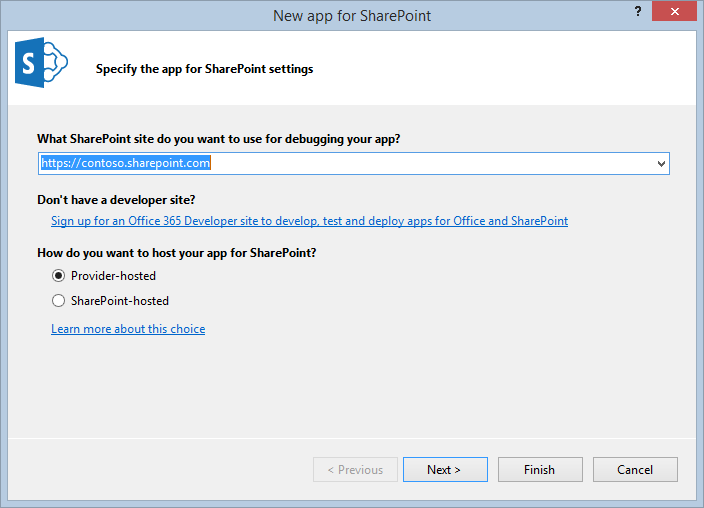 New app for SharePoint
?
S
Specify the app for SharePoint settings
What SharePoint site do you want to use for debugging your app?
https://contoso.sharepoint.com
Don't have a developer site?
Sign up for an Office 365 Developer site to develop, test and deploy apps for Office and SharePoint
How do you want to host your app for SharePoint?
Provider-hosted
SharePoint-hosted
Learn more about this choice
< Previous
Next >
Finish
Cancel